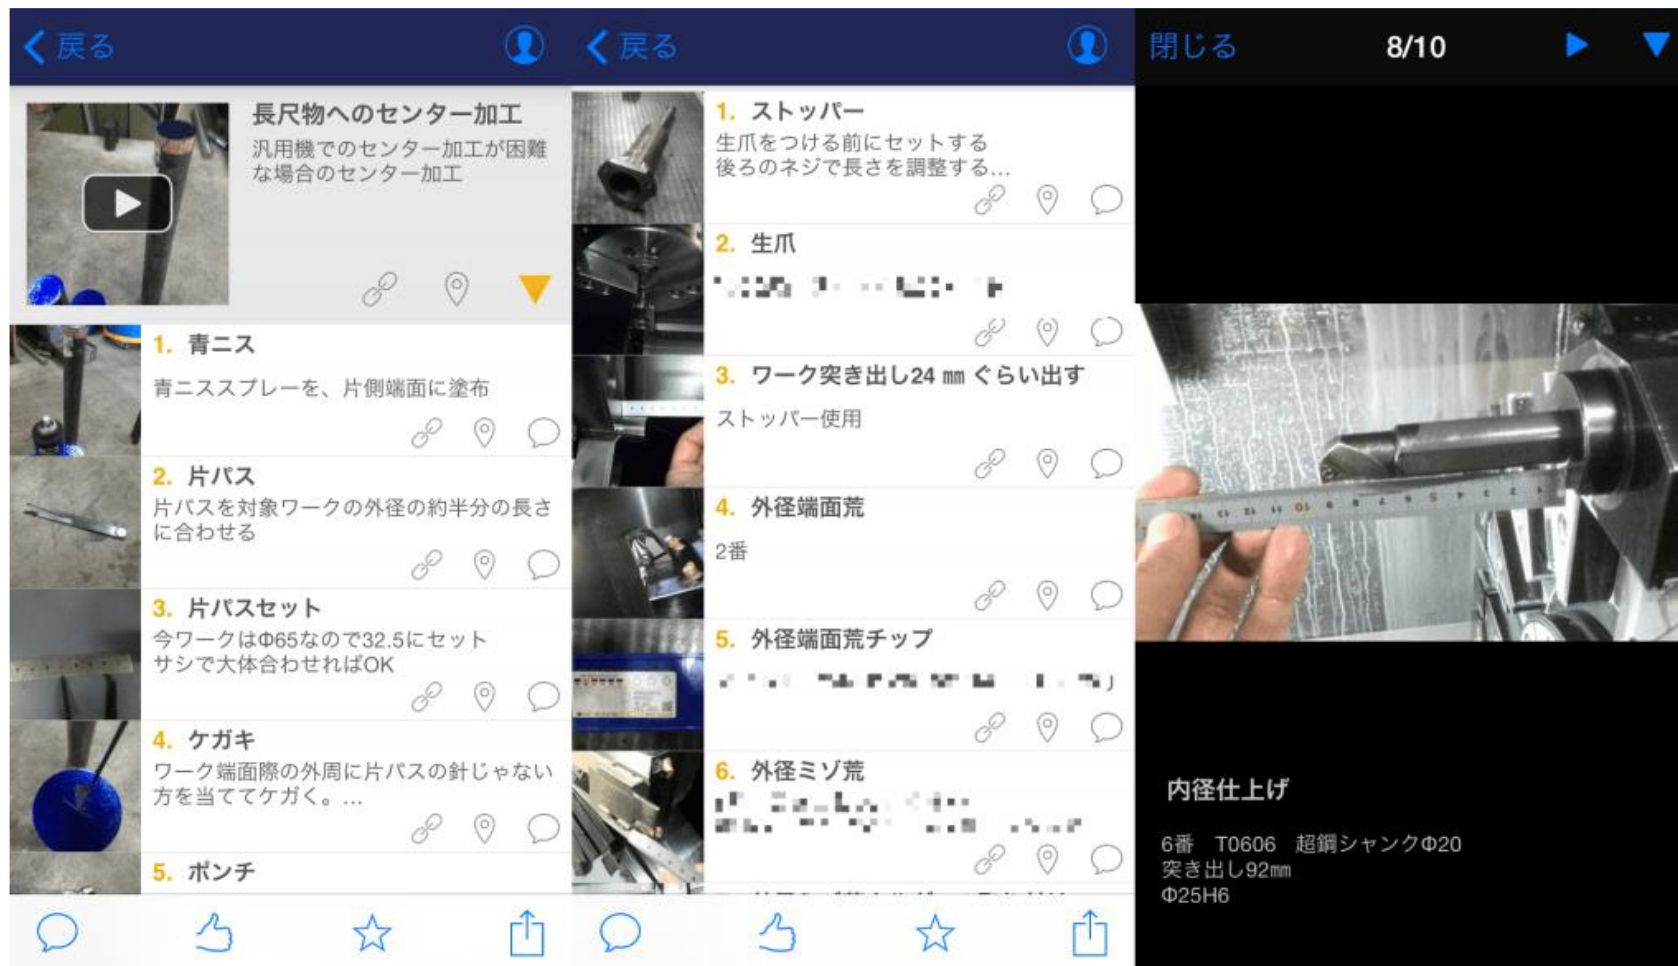 戻る
長尺物へのセンター加工
汎用機でのセンター加工が困難
な場合のセンター加工
1. 青ニス
青ニススプレーを、片側端面に塗布
2. 片パス
片パスを対象ワークの外径の約半分の長さ
に合わせる
3. 片パスセット
今ワークはΦ65なので32.5にセット
サシで大体合わせればOK
4. ケガキ
ワーク端面際の外周に片パスの針じゃない
方を当ててケガく。...
5. ポンチ
戻る
1. ストッパー
生爪をつける前にセットする
後ろのネジで長さを調整する...
2. 生爪
3. ワーク突き出し24 ㎜ ぐらい出す
ストッパー使用
4. 外径端面荒
2番
5. 外径端面荒チップ
6. 外径ミゾ荒
閉じる
8/10
内径仕上げ
6番 T0606 超鋼シャンクΦ20
突き出し92㎜
Φ25H6